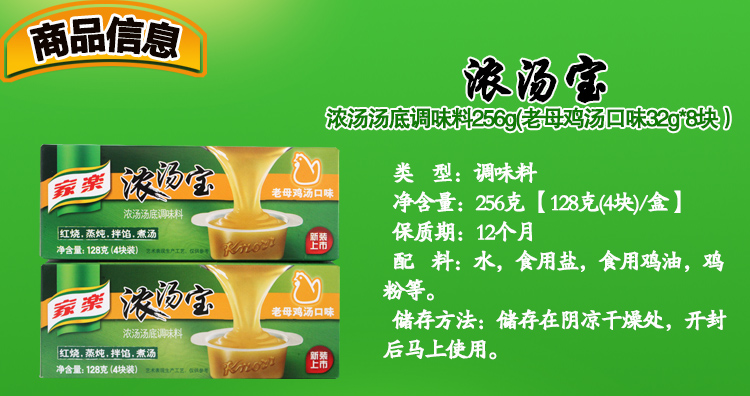 商品信息
浓汤宝
浓汤汤底调味料256g(老母鸡汤口味32g*8块)
类 型：调味料
净含量：256克【128克(4块)/盒】
保质期：12个月
配 料：水，食用盐，食用鸡油，鸡
粉等。
储存方法：储存在阴凉干燥处，开封
后马上使用。
家樂
浓汤宝
浓汤汤底调味料
老母鸡汤口味
红烧.蒸炖.拌馅.煮汤
净含量：128克(4块装)
Knorr
新装
上市
家樂
浓汤宝
浓汤汤底调味料
老母鸡汤口味
红烧.蒸炖.拌馅.煮汤
净含量：128克(4块装)
Knorr
新装
上市